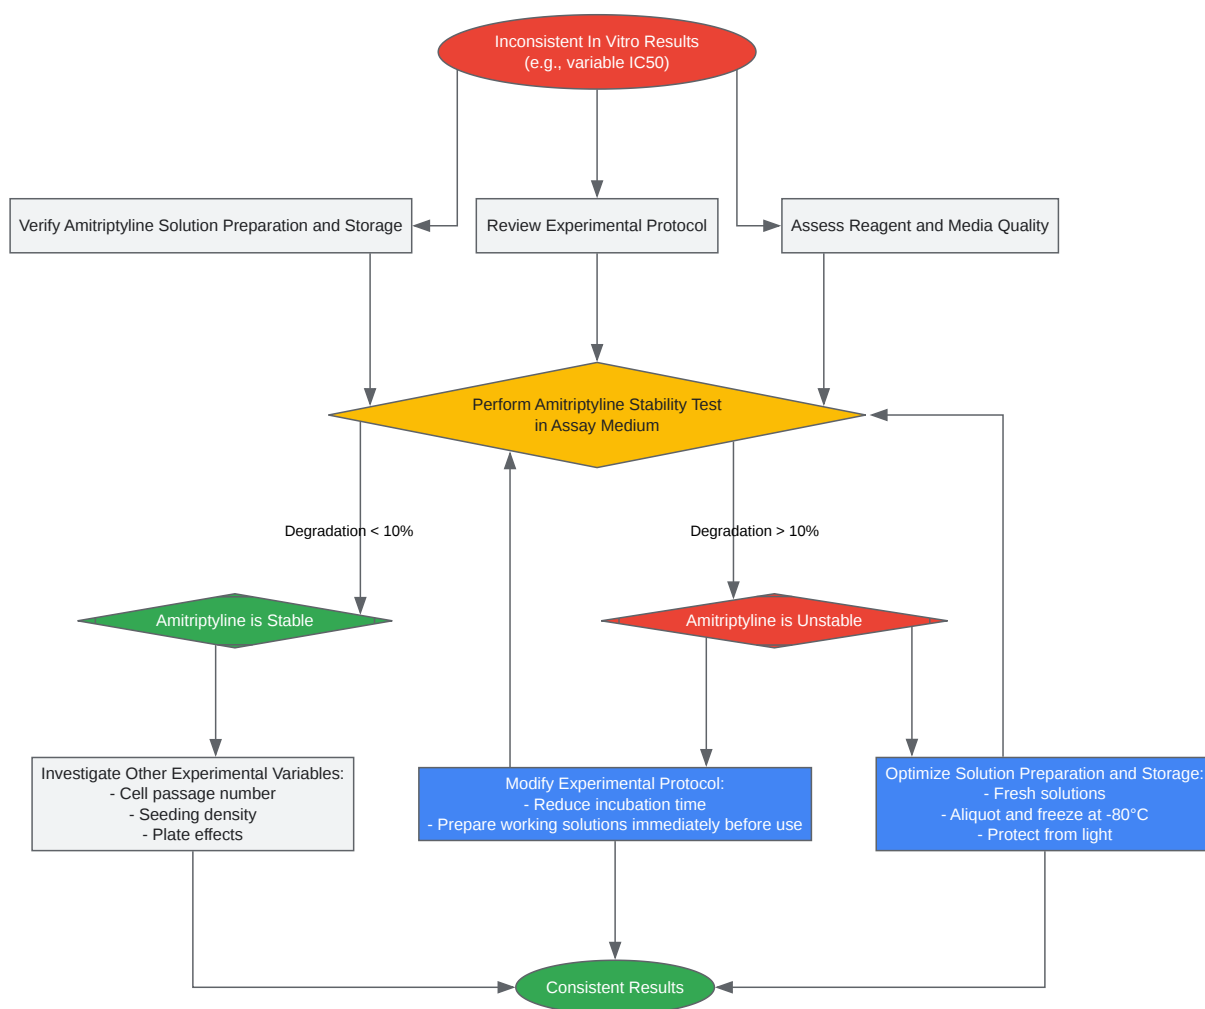 Inconsistent In Vitro Results
(e.g., variable IC50)
Verify Amitriptyline Solution Preparation and Storage
Review Experimental Protocol
Assess Reagent and Media Quality
Perform Amitriptyline Stability Test
in Assay Medium
Degradation < 10%
Degradation > 10%
Amitriptyline is Stable
Amitriptyline is Unstable
Investigate Other Experimental Variables:
- Cell passage number
- Seeding density
- Plate effects
Modify Experimental Protocol:
- Reduce incubation time
- Prepare working solutions immediately before use
Optimize Solution Preparation and Storage:
- Fresh solutions
- Aliquot and freeze at -80°C
- Protect from light
Consistent Results